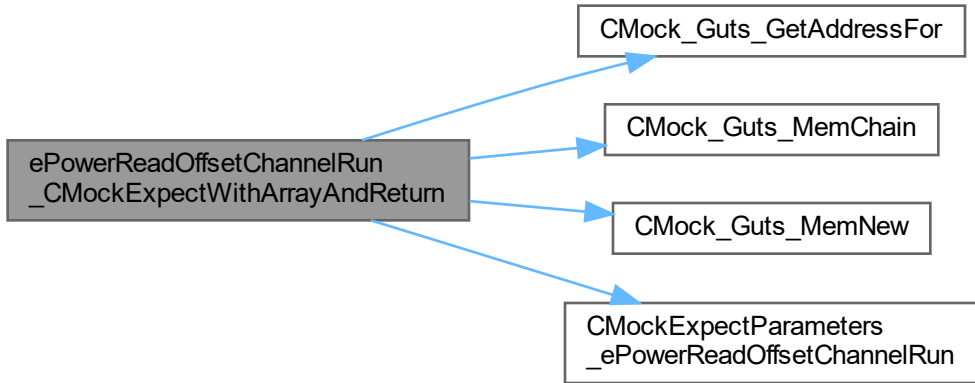 CMock_Guts_GetAddressFor
CMock_Guts_MemChain
ePowerReadOffsetChannelRun
_CMockExpectWithArrayAndReturn
CMock_Guts_MemNew
CMockExpectParameters
_ePowerReadOffsetChannelRun